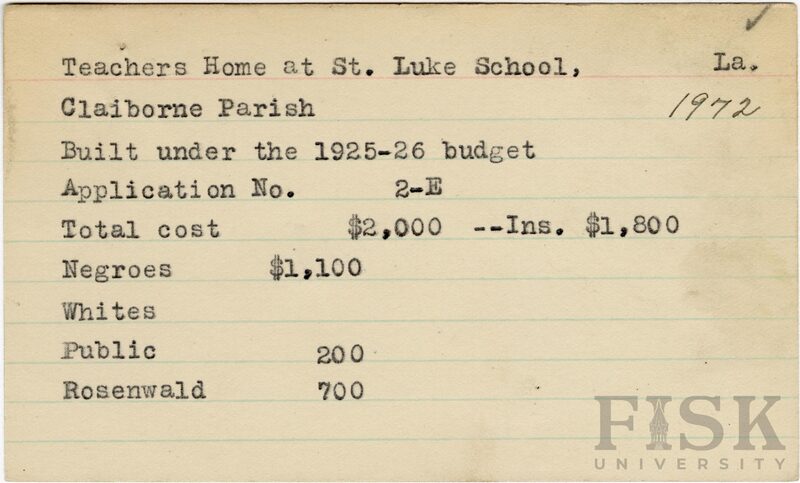 Teachers Home at St. Luke School, La.
Claiborne Parish 1972
Built under the 1925-26 budget
Application No. 2-E
Total cost $2,000 --Ins. $1,800
Negroes $1,100
Whites
Public 200
Rosenwald 700
FISK
UNIVERSITY